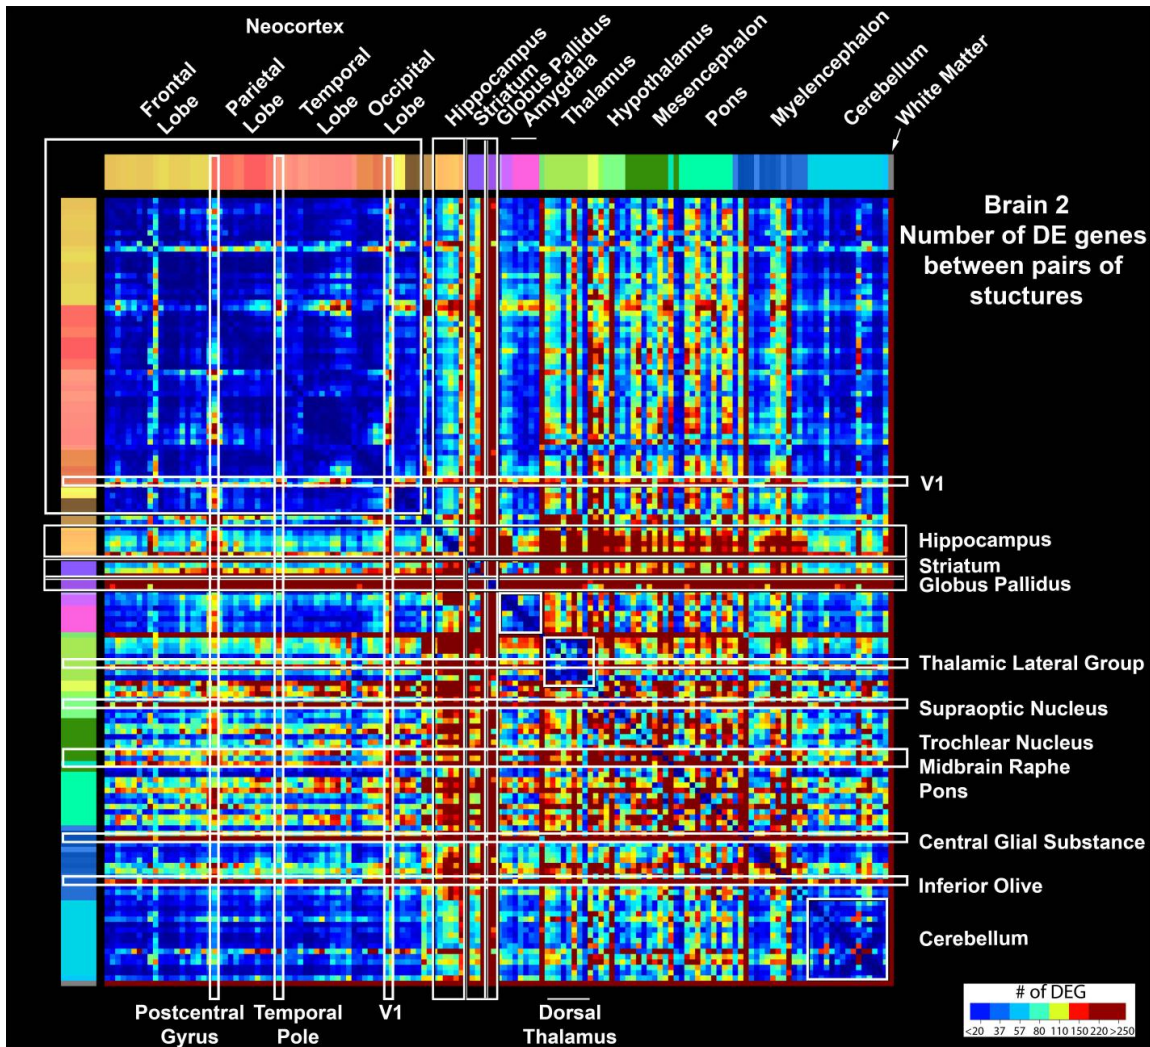 Neocortex
Frontal
Lobe
Parietal
Lobe
Temporal
Lobe
Occipital
Lobe
Hippocampus
Striatum
Globus Pallidus
Amygdala
Thalamus
Hypothalamus
Mesencephalon
Pons
Myelencephalon
Cerebellum
White Matter
Brain 2
Number of DE genes
between pairs of
stuctures
V1
Hippocampus
Striatum
Globus Pallidus
Thalamic Lateral Group
Supraoptic Nucleus
Trochlear Nucleus
Midbrain Raphe
Pons
Central Glial Substance
Inferior Olive
Cerebellum
Postcentral
Gyrus
Temporal
Pole
V1
Dorsal
Thalamus
# of DEG
<20 37 57 80 110 150 220 >250